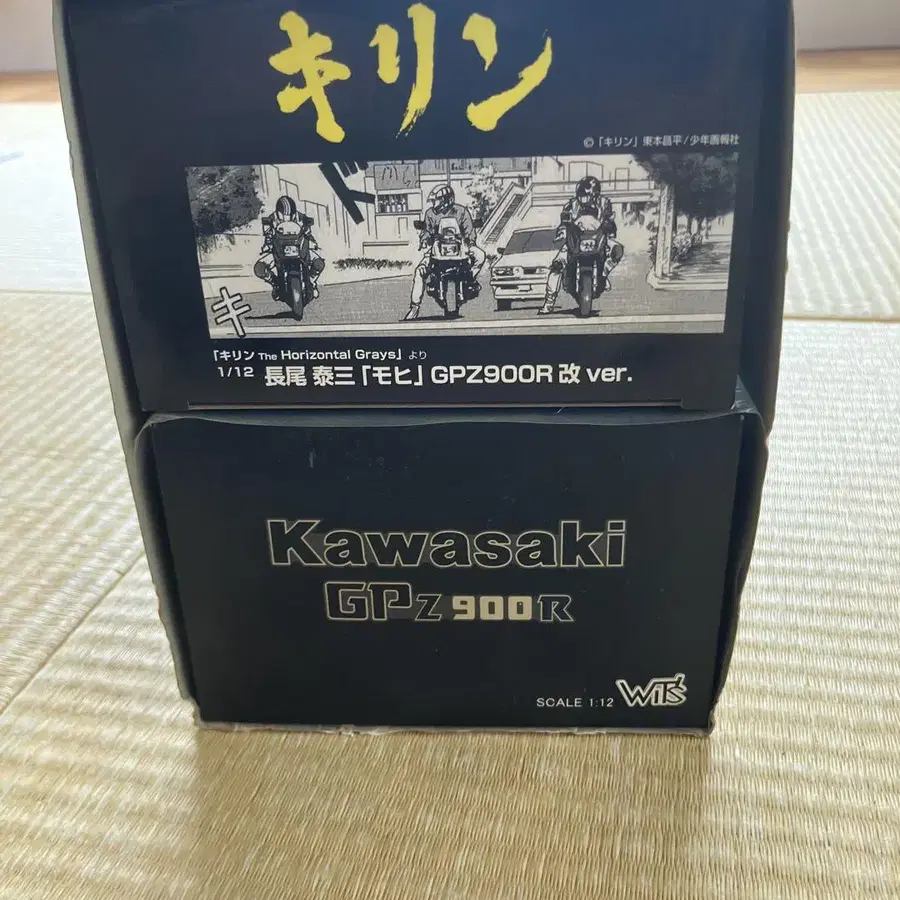 キリン
©「キリン」東本昌平/少年画報社
キ
「キリン The Horizontal Grays」より
1/12 長尾 泰三「モヒ」GPZ900R 改 ver.
Kawasaki
GPz 900R
SCALE 1:12 WiT's